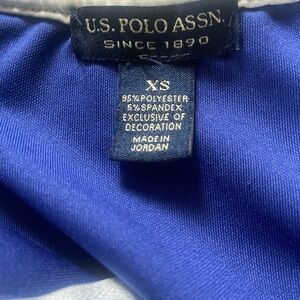 U.S. POLO ASSN.
SINCE 1890
XS
95%POLYESTER
5%SPANDEX
EXCLUSIVE OF
DECORATION
MADE IN
JORDAN